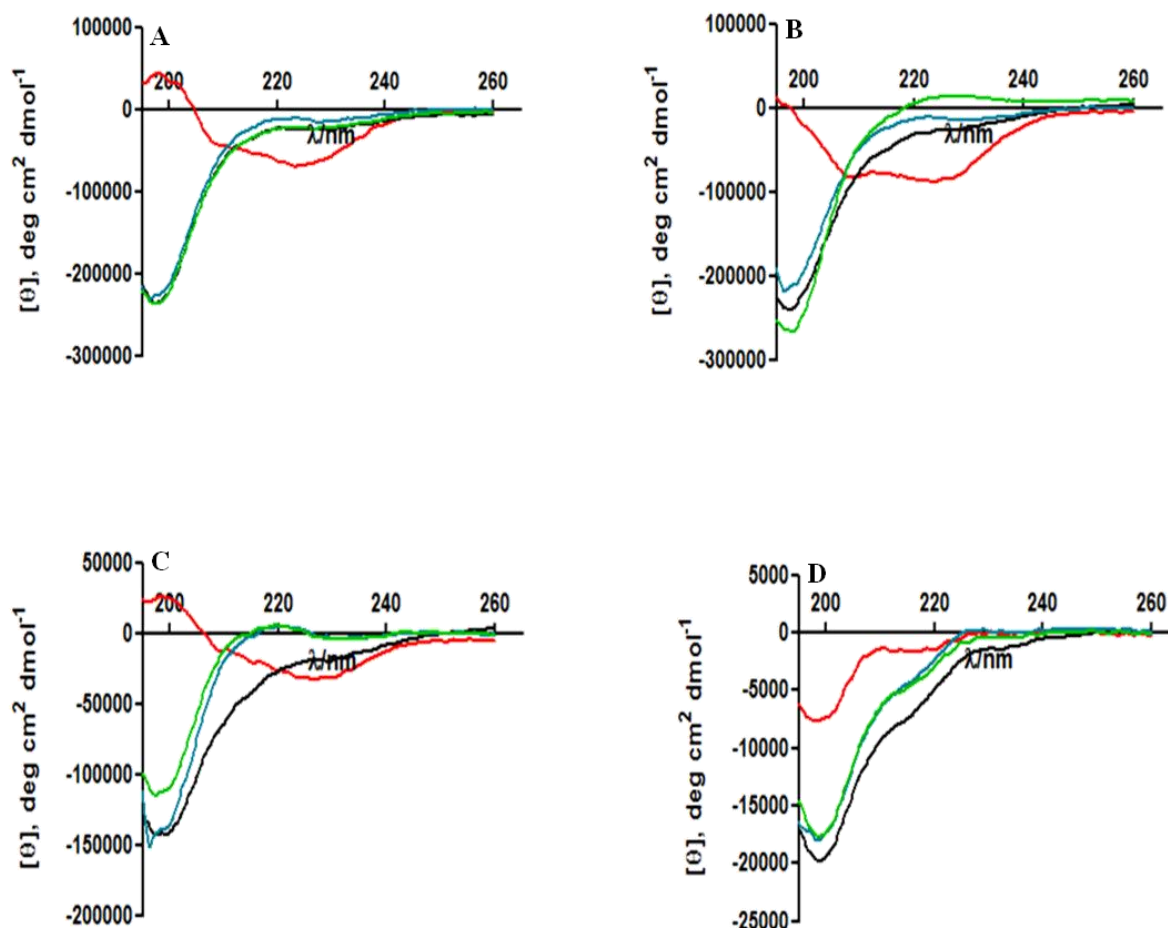 A
100000
0
-100000
-200000
-300000
200 220 240 260
λ/nm
[θ], deg cm² dmol⁻¹
B
100000
0
-100000
-200000
-300000
200 220 240 260
λ/nm
[θ], deg cm² dmol⁻¹
C
50000
0
-50000
-100000
-150000
-200000
200 220 240 260
λ/nm
[θ], deg cm² dmol⁻¹
D
5000
0
-5000
-10000
-15000
-20000
-25000
200 220 240 260
λ/nm
[θ], deg cm² dmol⁻¹